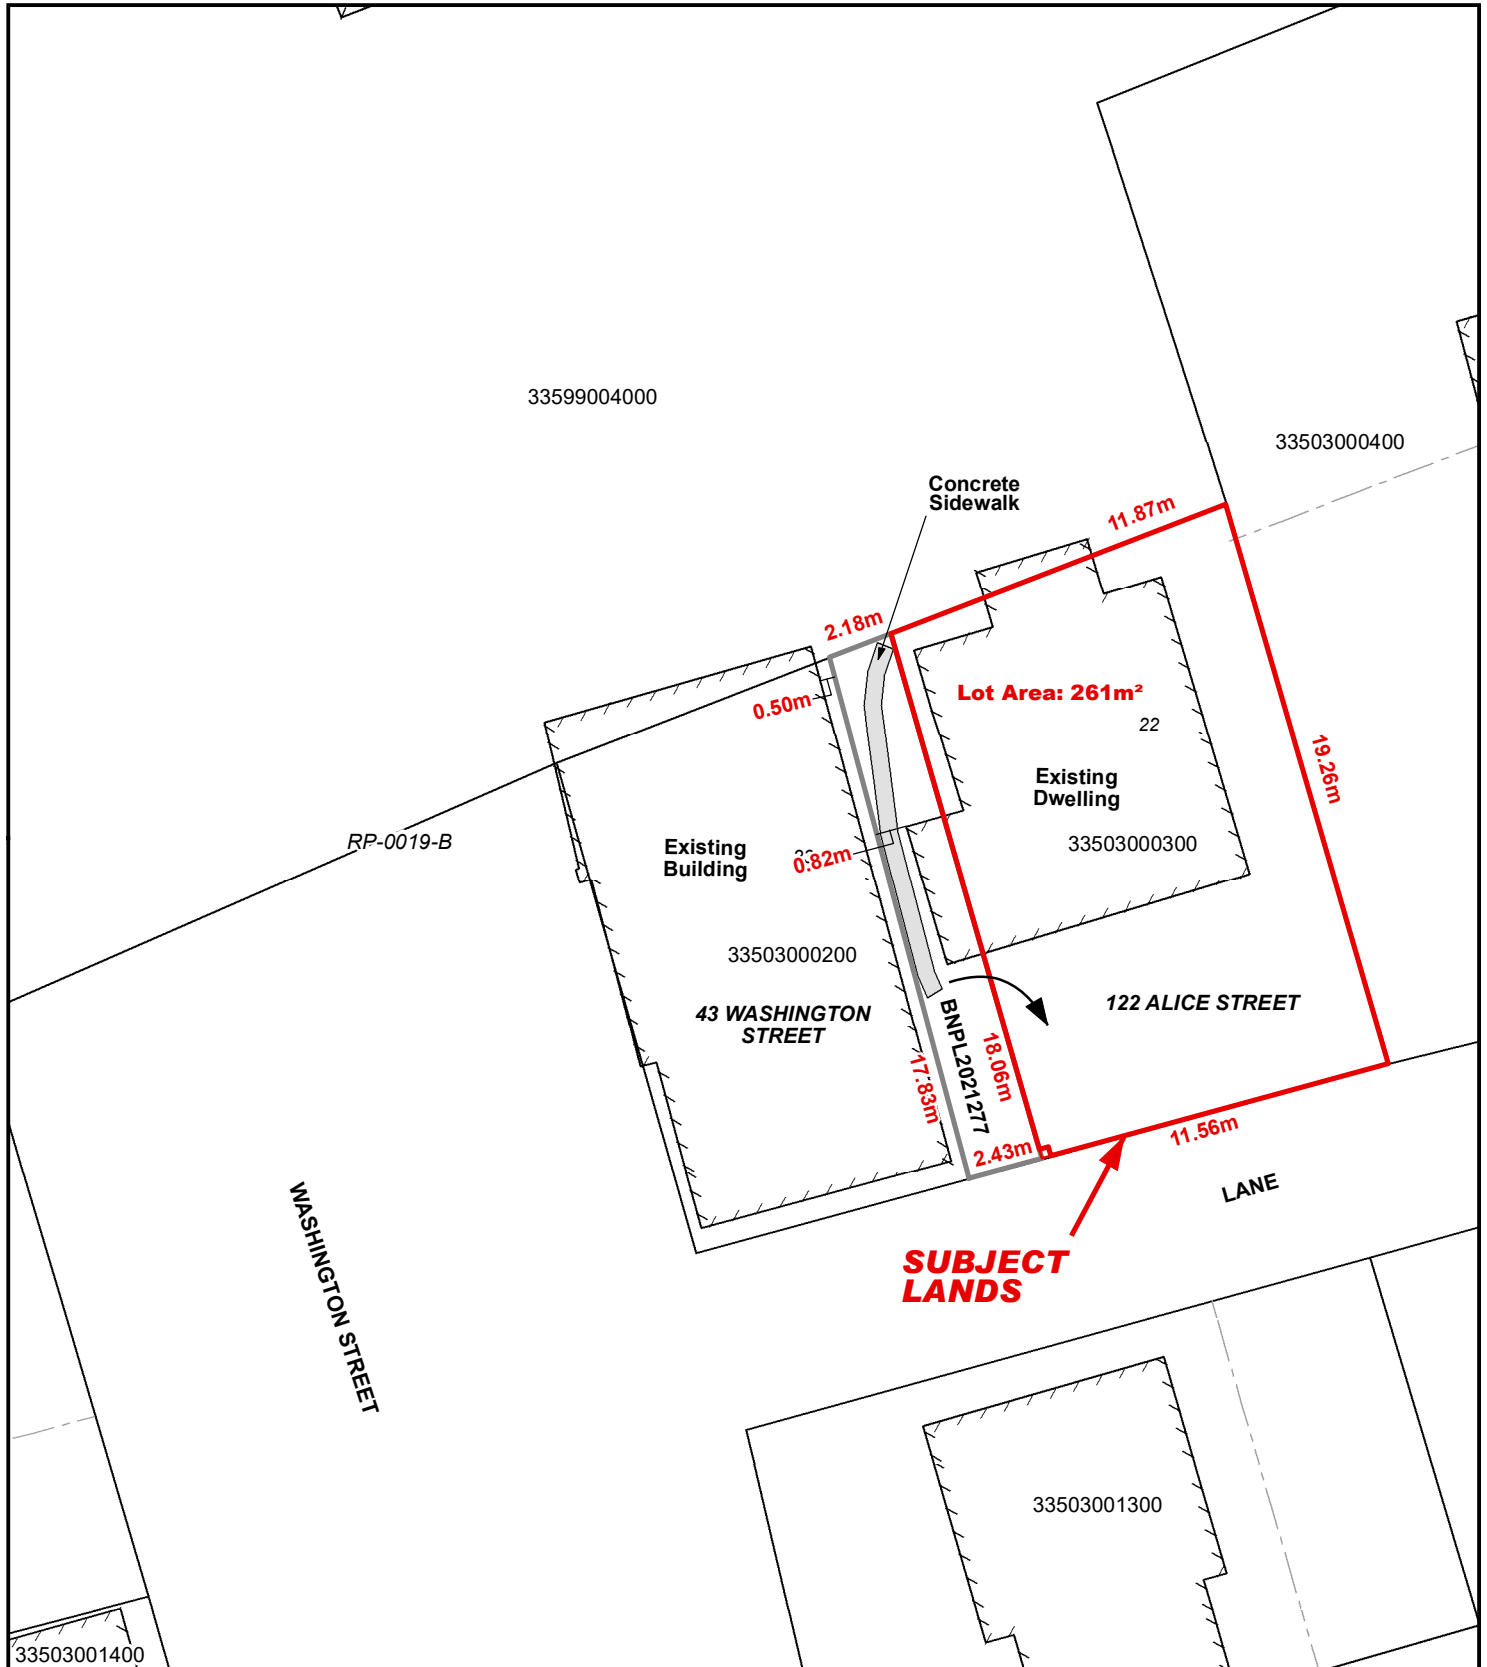 33599004000
33503000400
Concrete
Sidewalk
11.87m
2.18m
0.50m
Lot Area: 261m²
22
19.26m
Existing
Dwelling
33503000300
RP-0019-B
Existing
Building
0.82m
33503000200
43 WASHINGTON
STREET
122 ALICE STREET
BNPL2021277
18.06m
17.83m
2.43m
11.56m
LANE
WASHINGTON STREET
SUBJECT
LANDS
33503001300
33503001400